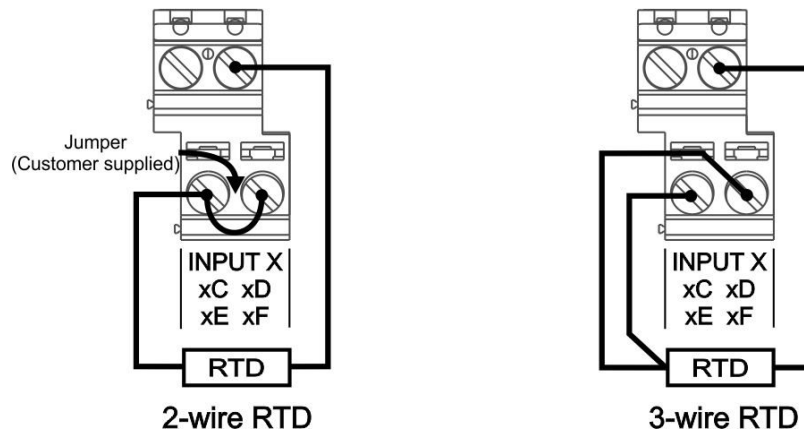 Jumper
(Customer supplied)
INPUT X
xC xD
xE xF
RTD
2-wire RTD
INPUT X
xC xD
xE xF
RTD
3-wire RTD